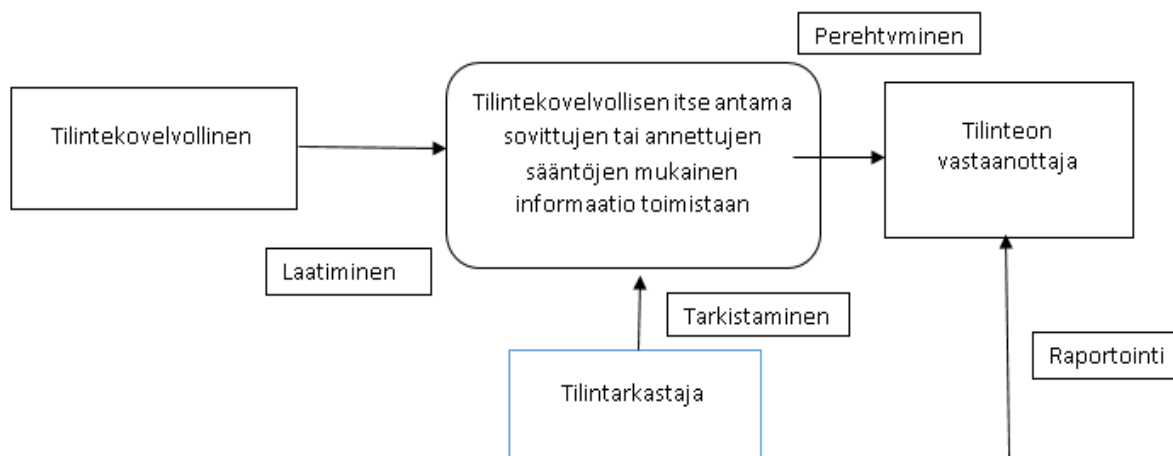 Perehtyminen
Tilintekovelvollinen
Tilintekovelvollisen itse antama
sovittujen tai annettujen
sääntöjen mukainen
informaatio toimistaan
Tilinteon
vastaanottaja
Laatiminen
Tarkistaminen
Raportointi
Tilintarkastaja